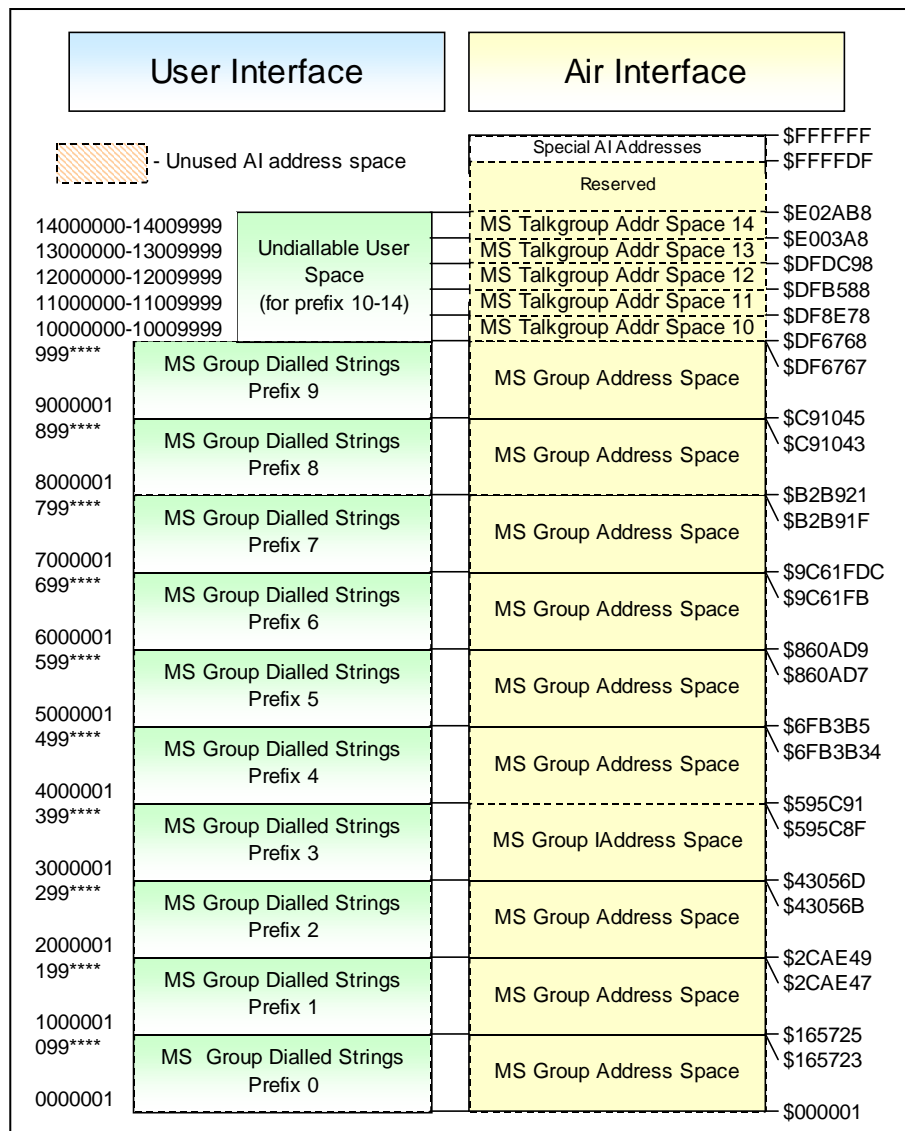 User Interface
Air Interface
- Unused AI address space
Special AI Addresses
$FFFFFF
$FFFFDF
Reserved
$E02AB8
14000000-14009999
MS Talkgroup Addr Space 14
$E003A8
13000000-13009999
Undiallable User
Space
(for prefix 10-14)
MS Talkgroup Addr Space 13
$DFDC98
12000000-12009999
MS Talkgroup Addr Space 12
$DFB588
11000000-11009999
MS Talkgroup Addr Space 11
$DF8E78
10000000-10009999
MS Talkgroup Addr Space 10
$DF6768
999****
$DF6767
MS Group Dialled Strings
Prefix 9
MS Group Address Space
9000001
$C91045
899****
$C91043
MS Group Dialled Strings
Prefix 8
MS Group Address Space
8000001
$B2B921
799****
$B2B91F
MS Group Dialled Strings
Prefix 7
MS Group Address Space
7000001
$9C61FDC
699****
$9C61FB
MS Group Dialled Strings
Prefix 6
MS Group Address Space
6000001
$860AD9
599****
$860AD7
MS Group Dialled Strings
Prefix 5
MS Group Address Space
5000001
$6FB3B5
499****
$6FB3B34
MS Group Dialled Strings
Prefix 4
MS Group Address Space
4000001
$595C91
399****
$595C8F
MS Group Dialled Strings
Prefix 3
MS Group IAddress Space
3000001
$43056D
299****
$43056B
MS Group Dialled Strings
Prefix 2
MS Group Address Space
2000001
$2CAE49
199****
$2CAE47
MS Group Dialled Strings
Prefix 1
MS Group Address Space
1000001
$165725
099****
$165723
MS Group Dialled Strings
Prefix 0
MS Group Address Space
0000001
$000001